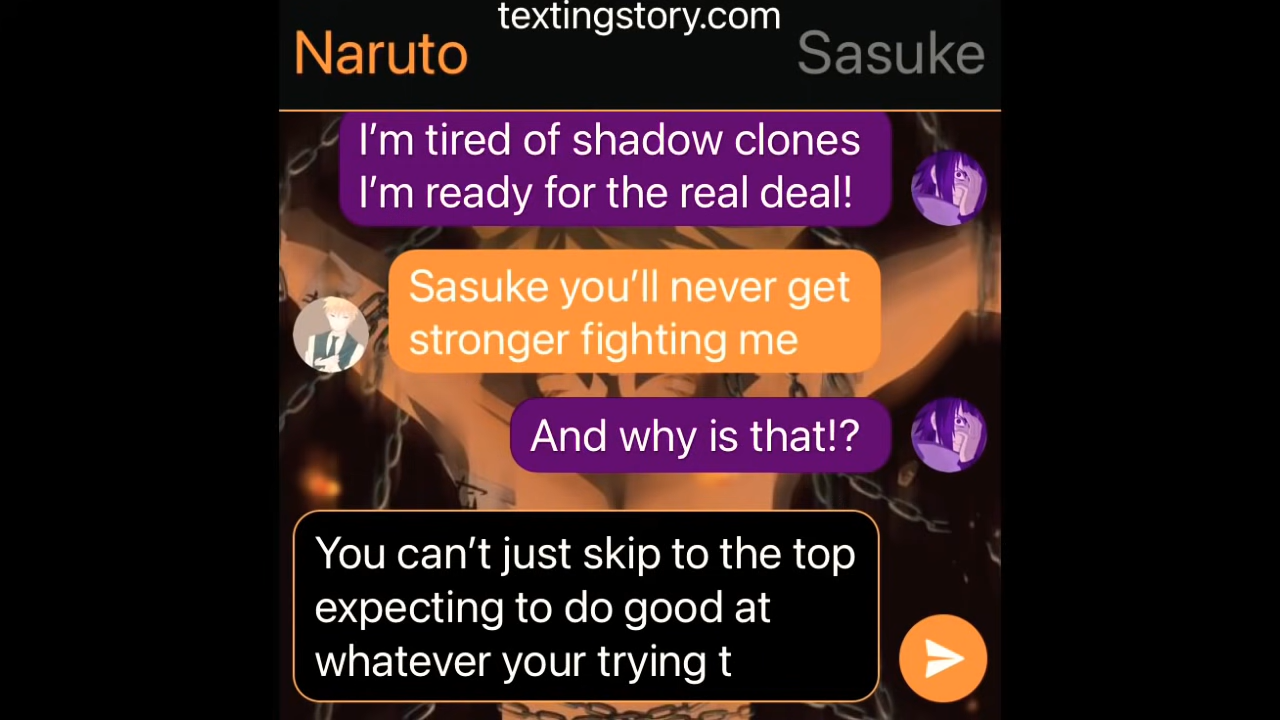 textingstory.com
Naruto Sasuke
I’m tired of shadow clones
I’m ready for the real deal!
Sasuke you’ll never get
stronger fighting me
And why is that!?
You can’t just skip to the top
expecting to do good at
whatever your trying t